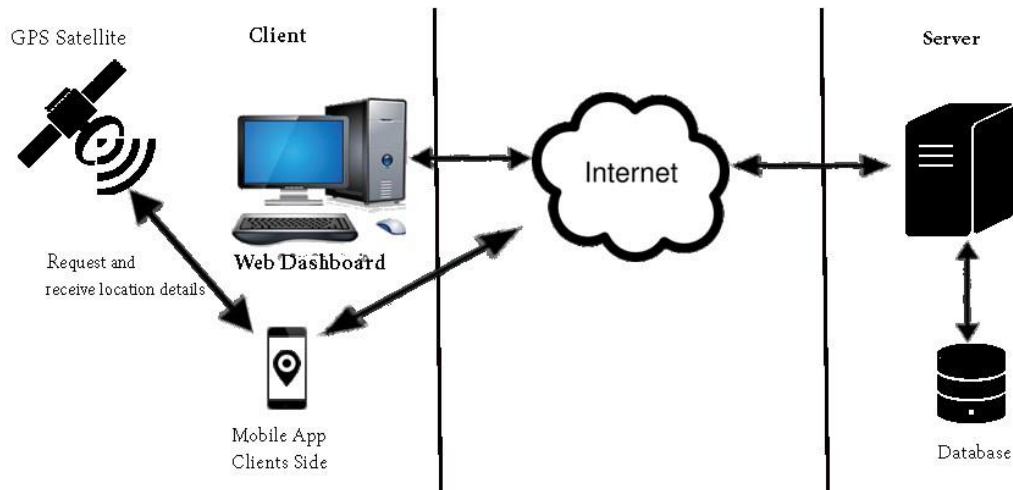 GPS Satellite
Client
Server
Internet
Web Dashboard
Request and
receive location details
Mobile App
Clients Side
Database